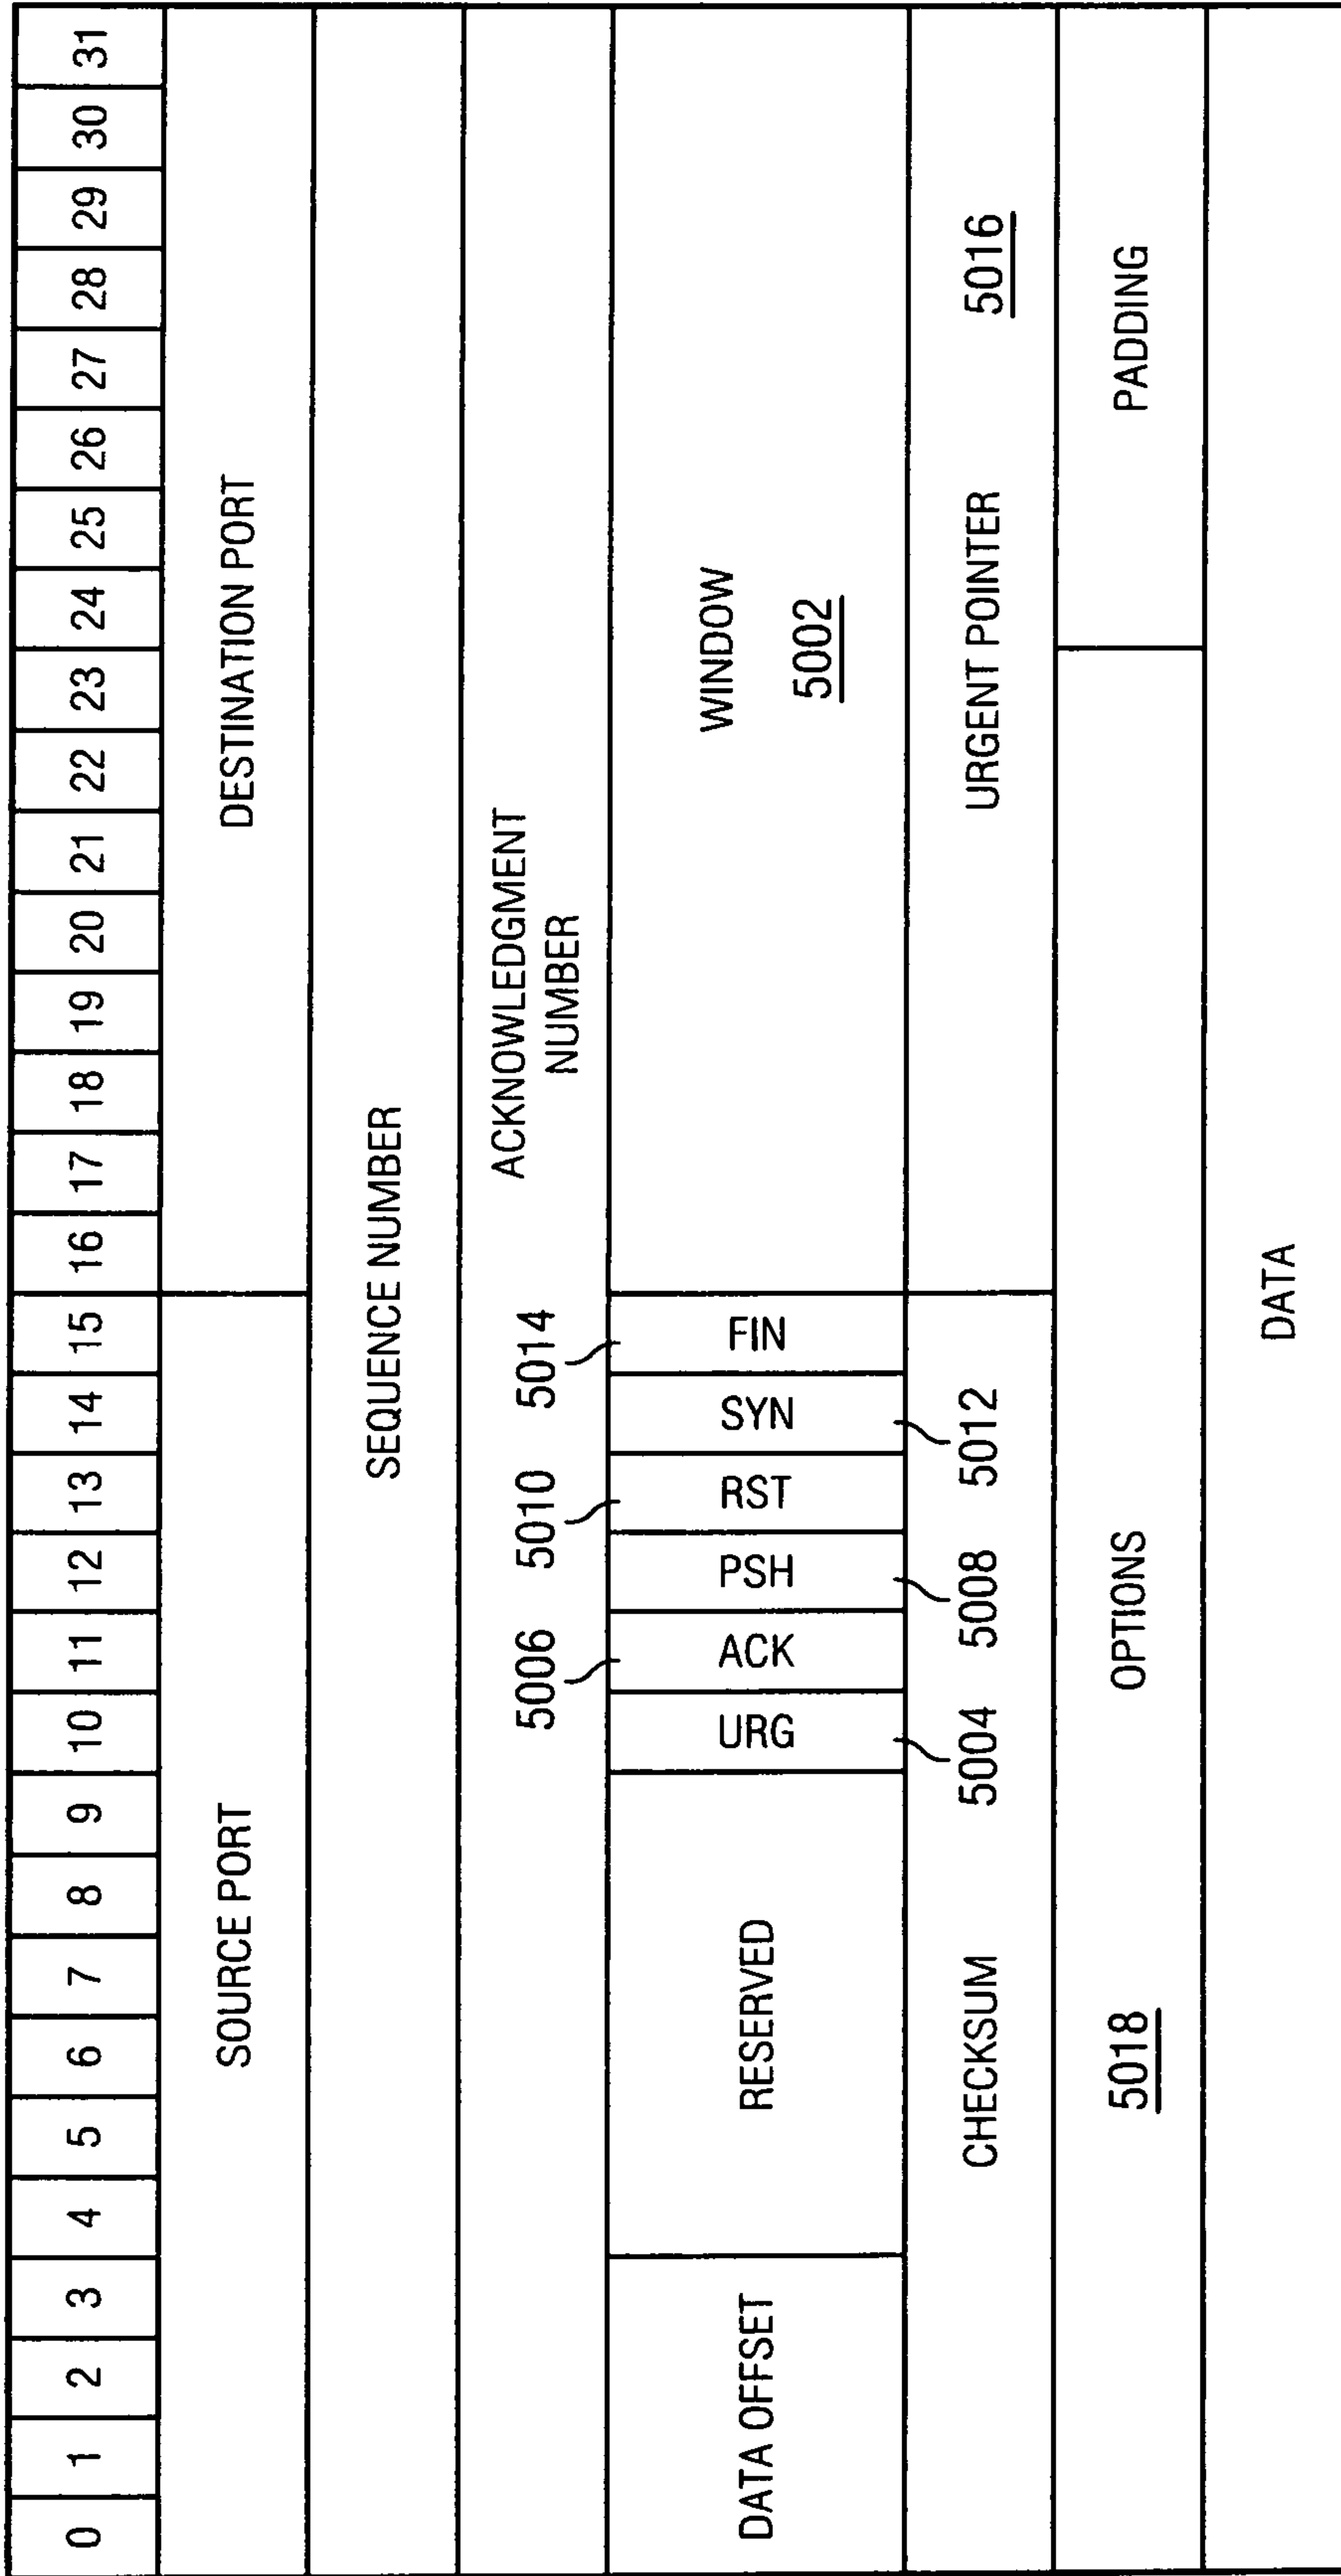 0 1 2 3 4 5 6 7 8 9 10 11 12 13 14 15 16 17 18 19 20 21 22 23 24 25 26 27 28 29 30 31
SOURCE PORT DESTINATION PORT
SEQUENCE NUMBER
ACKNOWLEDGMENT
NUMBER
5006 5010 5014
DATA OFFSET RESERVED URG ACK PSH RST SYN FIN WINDOW
5002
CHECKSUM 5004 5008 5012 URGENT POINTER 5016
5018 OPTIONS PADDING
DATA